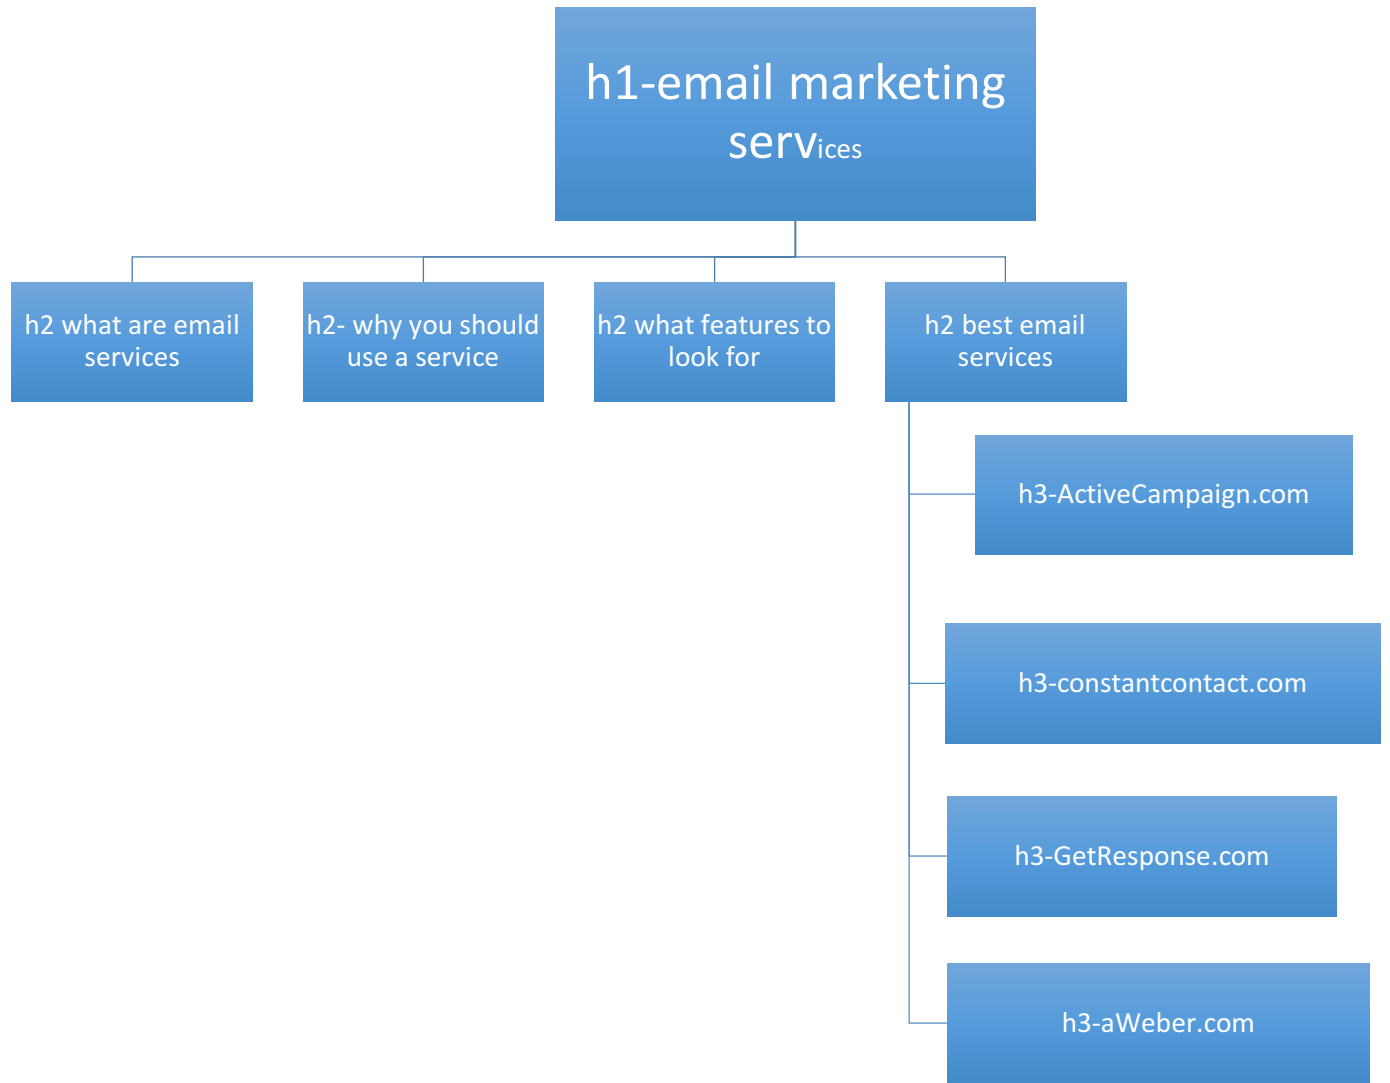 h1-email marketing
services
h2 what are email
services
h2- why you should
use a service
h2 what features to
look for
h2 best email
services
h3-ActiveCampaign.com
h3-constantcontact.com
h3-GetResponse.com
h3-aWeber.com